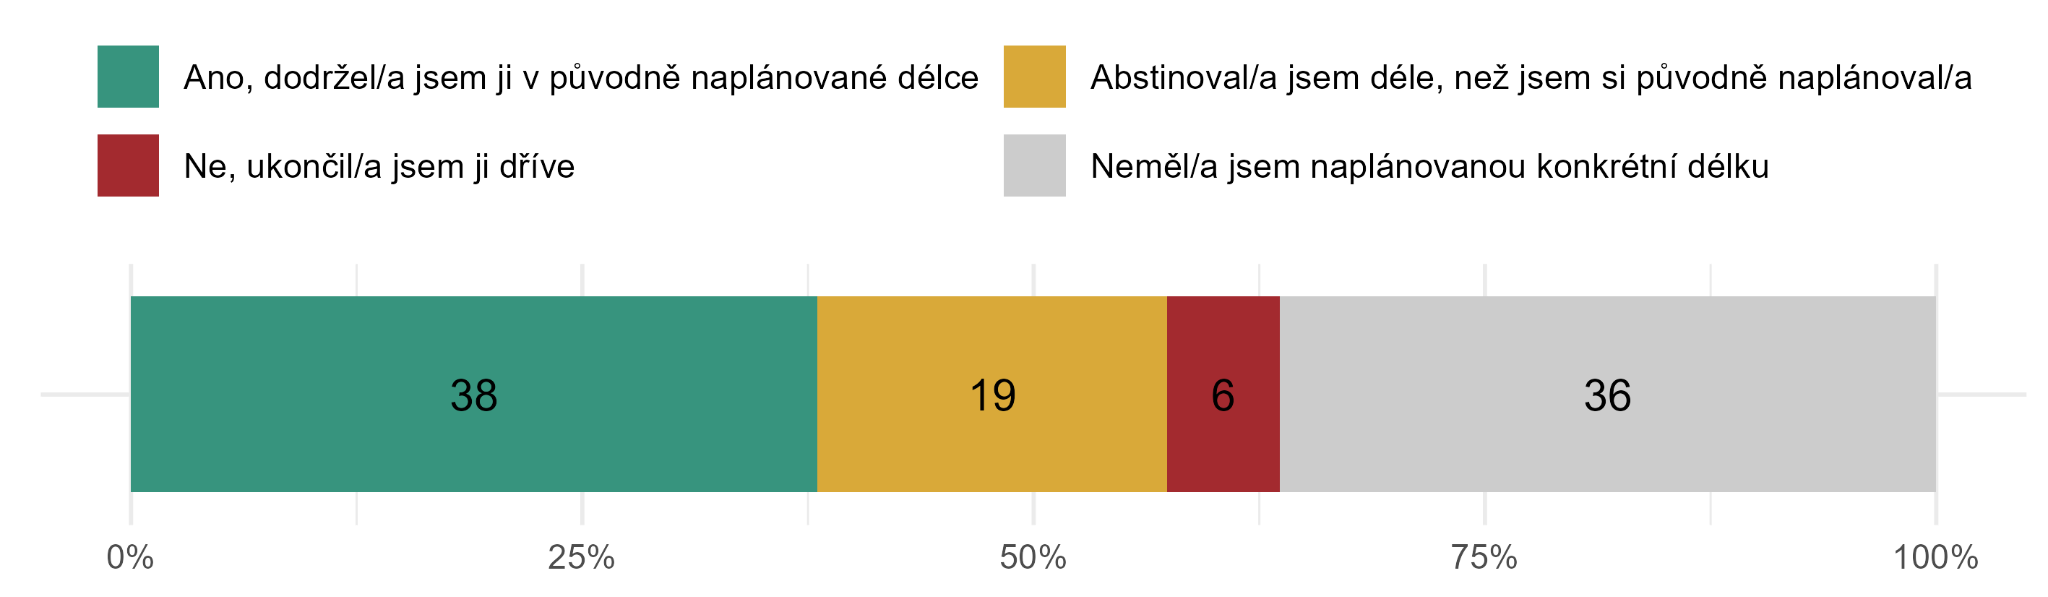 Ano, dodržel/a jsem ji v původně naplánované délce
Abstinoval/a jsem déle, než jsem si původně naplánoval/a
Ne, ukončil/a jsem ji dříve
Neměl/a jsem naplánovanou konkrétní délku
38 19 6 36
0% 25% 50% 75% 100%